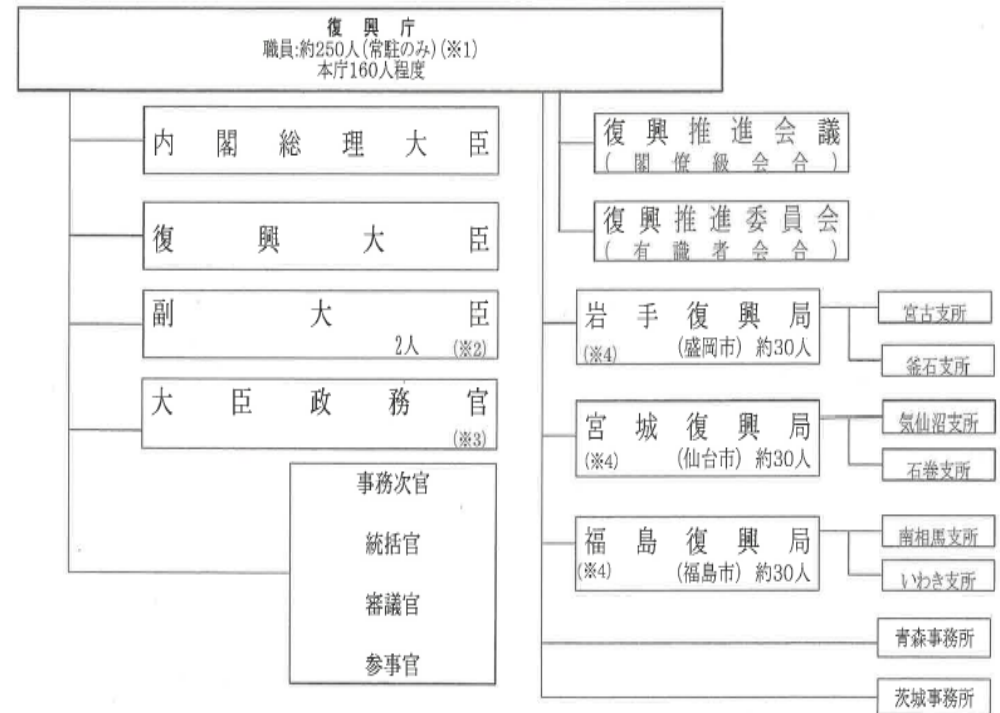 復興庁
職員:約250人(常駐のみ)(※1)
本庁160人程度
内閣総理大臣
復興大臣
副大臣
2人 (※2)
大臣政務官
(※3)
事務次官
統括官
審議官
参事官
復興推進会議
(閣僚級会合)
復興推進委員会
(有識者会合)
岩手復興局
(※4) (盛岡市) 約30人
宮古支所
釜石支所
宮城復興局
(※4) (仙台市) 約30人
気仙沼支所
石巻支所
福島復興局
(※4) (福島市) 約30人
南相馬支所
いわき支所
青森事務所
茨城事務所